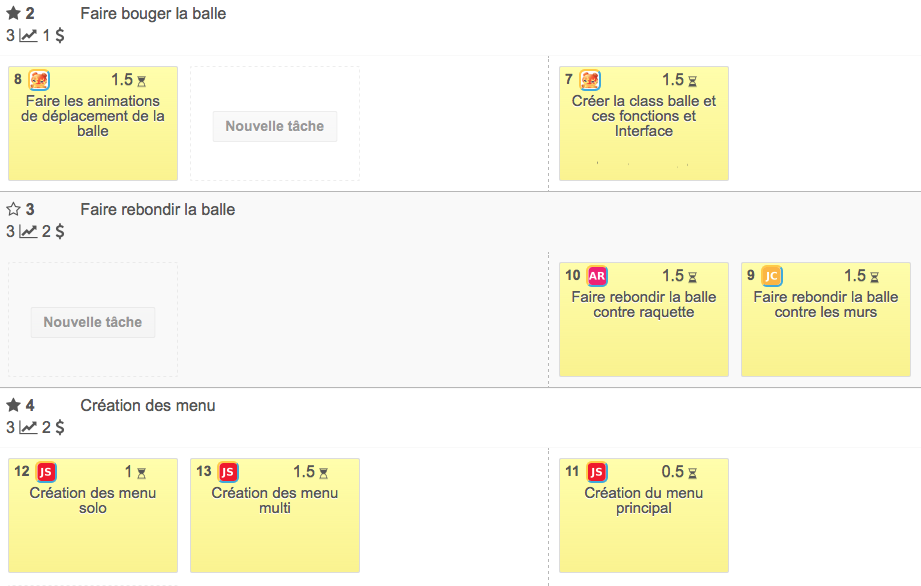 2 Faire bouger la balle
3 1 $
8 1.5
Faire les animations
de déplacement de la
balle
Nouvelle tâche
7 1.5
Créer la class balle et
ces fonctions et
Interface
3 Faire rebondir la balle
3 2 $
Nouvelle tâche
10 AR 1.5
Faire rebondir la balle
contre raquette
9 JC 1.5
Faire rebondir la balle
contre les murs
4 Création des menu
3 2 $
12 JS 1
Création des menu
solo
13 JS 1.5
Création des menu
multi
11 JS 0.5
Création du menu
principal